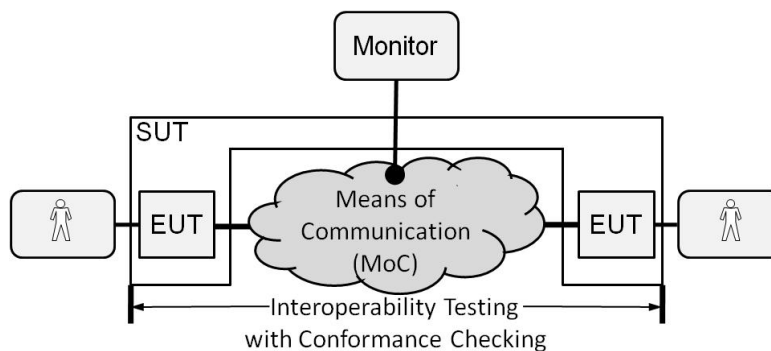 Monitor
SUT
EUT
Means of
Communication
(MoC)
EUT
Interoperability Testing
with Conformance Checking